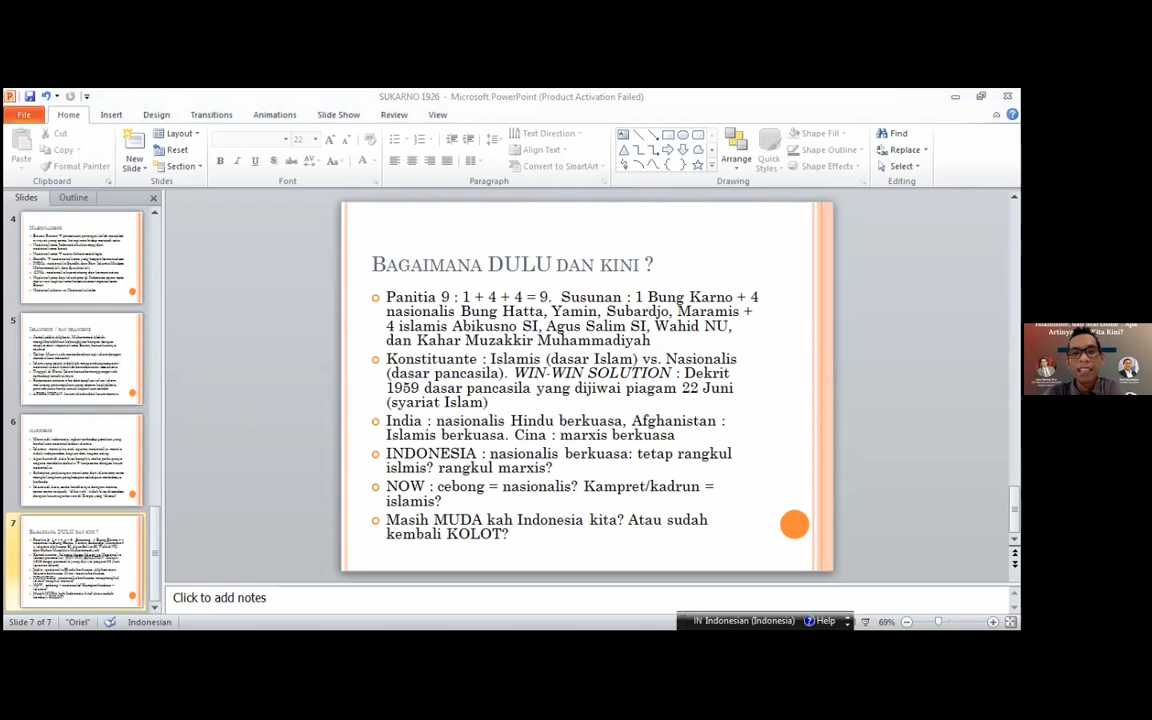 SUKARNO 1926 - Microsoft PowerPoint (Product Activation Failed)
File Home Insert Design Transitions Animations Slide Show Review View
Paste
Cut
Copy
Format Painter
Clipboard
New Slide
Layout
Reset
Section
Slides
22
Font
Paragraph
Text Direction
Align Text
Convert to SmartArt
Arrange
Quick Styles
Shape Fill
Shape Outline
Shape Effects
Drawing
Find
Replace
Select
Editing
Slides Outline
4
5
6
7
BAGAIMANA DULU DAN KINI ?
Panitia 9 : 1 + 4 + 4 = 9. Susunan : 1 Bung Karno + 4
nasionalis Bung Hatta, Yamin, Subardjo, Maramis +
4 islamis Abikusno SI, Agus Salim SI, Wahid NU,
dan Kahar Muzakkir Muhammadiyah
Konstituante : Islamis (dasar Islam) vs. Nasionalis
(dasar pancasila). WIN-WIN SOLUTION : Dekrit
1959 dasar pancasila yang dijiwai piagam 22 Juni
(syariat Islam)
India : nasionalis Hindu berkuasa, Afghanistan :
Islamis berkuasa. Cina : marxis berkuasa
INDONESIA : nasionalis berkuasa: tetap rangkul
islmis? rangkul marxis?
NOW : cebong = nasionalis? Kampret/kadrun =
islamis?
Masih MUDA kah Indonesia kita? Atau sudah
kembali KOLOT?
Click to add notes
Slide 7 of 7 "Oriel" Indonesian
IN Indonesian (Indonesia) Help
69%